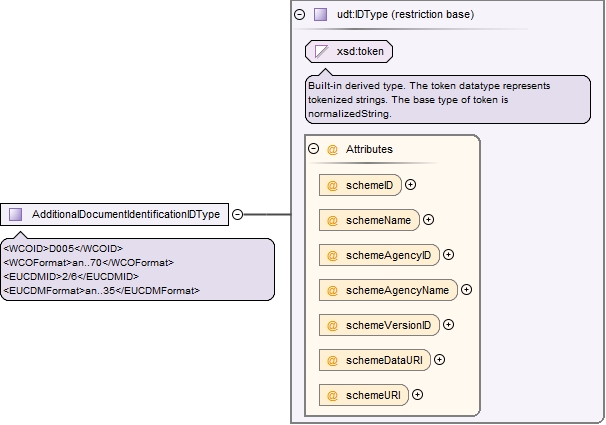 udt:IDType (restriction base)
xsd:token
Built-in derived type. The token datatype represents
tokenized strings. The base type of token is
normalizedString.
@ Attributes
@ schemeID
@ schemeName
@ schemeAgencyID
@ schemeAgencyName
@ schemeVersionID
@ schemeDataURI
@ schemeURI
AdditionalDocumentIdentificationIDType
<WCOID>D005</WCOID>
<WCOFormat>an..70</WCOFormat>
<EUCDMID>2/6</EUCDMID>
<EUCDMFormat>an..35</EUCDMFormat>